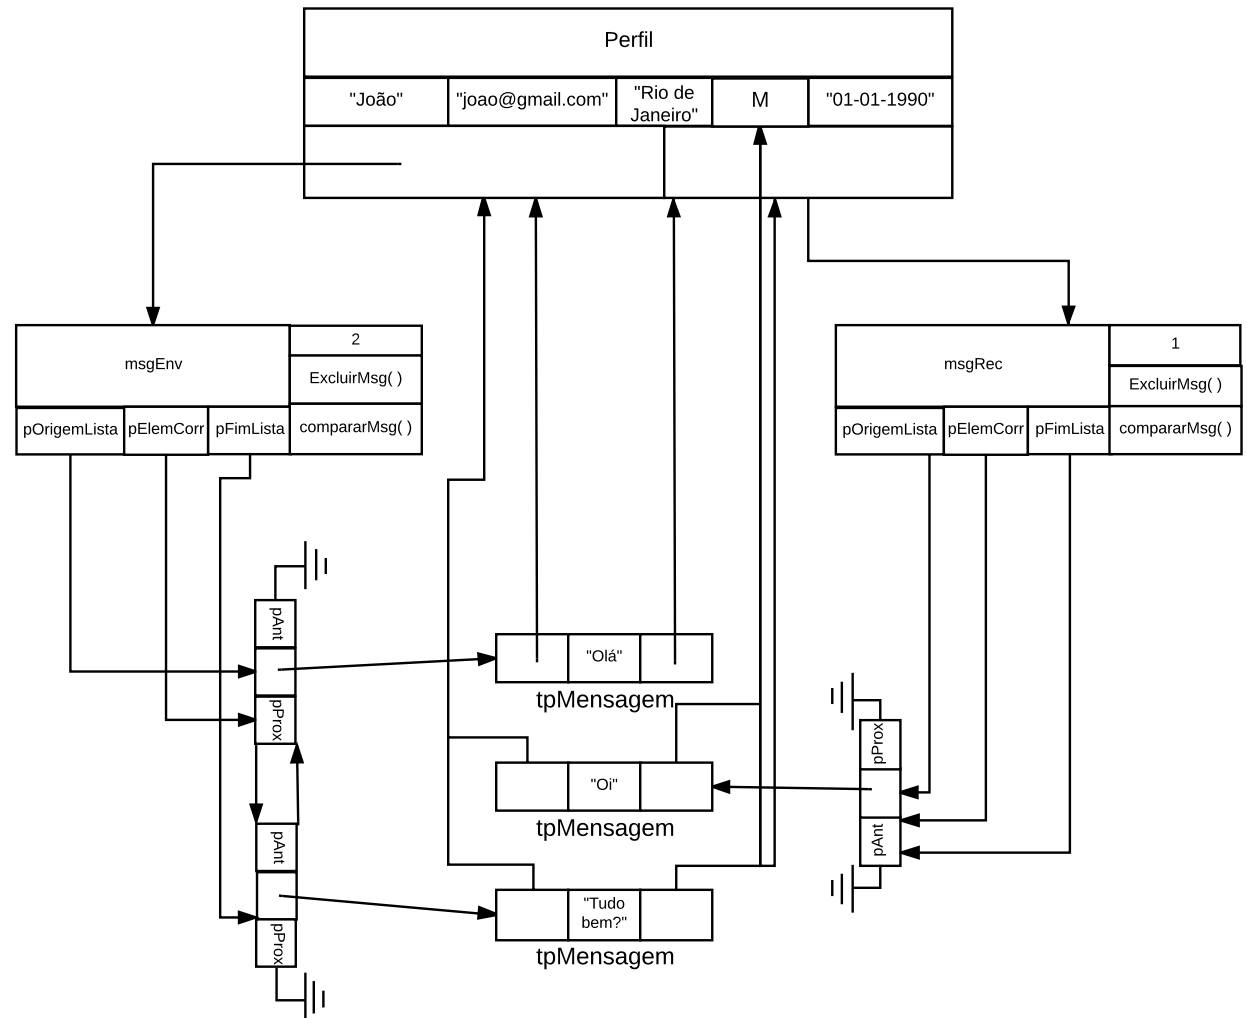 Perfil
"João"
"joao@gmail.com"
"Rio de
Janeiro"
M
"01-01-1990"
msgEnv
2
ExcluirMsg( )
pOrigemLista
pElemCorr
pFimLista
compararMsg( )
msgRec
1
ExcluirMsg( )
pOrigemLista
pElemCorr
pFimLista
compararMsg( )
pAnt
pProx
"Olá"
tpMensagem
pProx
pAnt
"Oi"
tpMensagem
pAnt
pProx
"Tudo
bem?"
tpMensagem